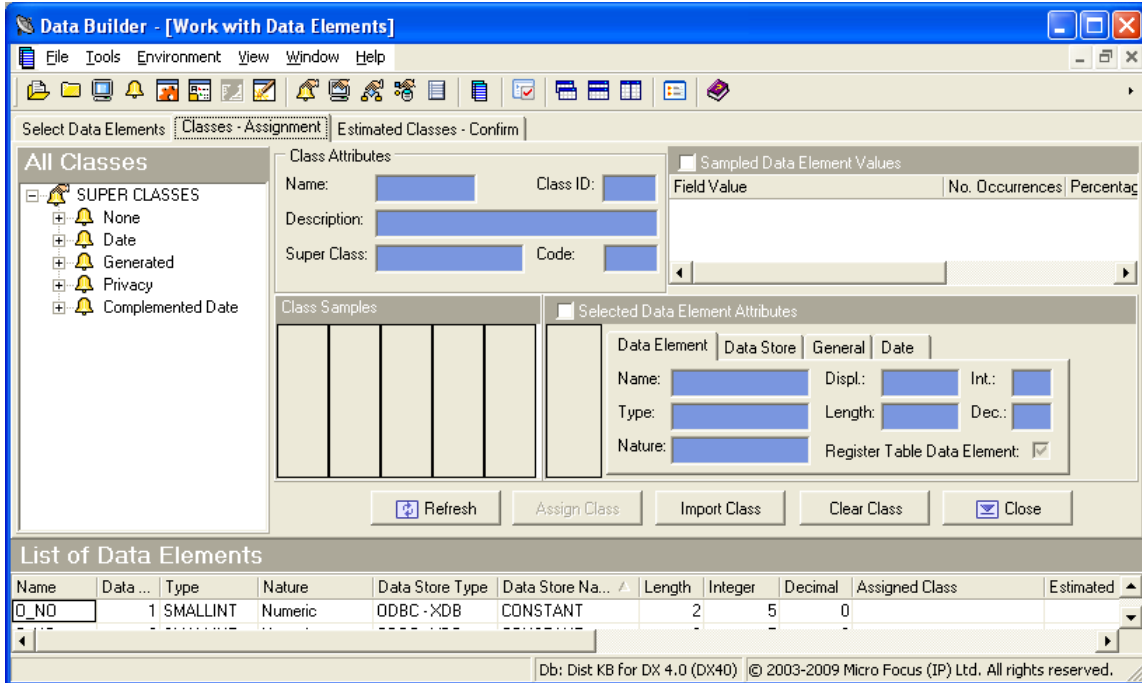 Data Builder - [Work with Data Elements]
File Tools Environment View Window Help
Select Data Elements Classes - Assignment Estimated Classes - Confirm
All Classes
SUPER CLASSES
None
Date
Generated
Privacy
Complemented Date
Class Attributes
Name: Class ID:
Description:
Super Class: Code:
Sampled Data Element Values
Field Value No. Occurrences Percentag
Class Samples
Selected Data Element Attributes
Data Element Data Store General Date
Name: Displ.: Int.:
Type: Length: Dec.:
Nature: Register Table Data Element:
Refresh Assign Class Import Class Clear Class Close
List of Data Elements
Name Data ... Type Nature Data Store Type Data Store Na... Length Integer Decimal Assigned Class Estimated
O_NO 1 SMALLINT Numeric ODBC - XDB CONSTANT 2 5 0
Db: Dist KB for DX 4.0 (DX40) © 2003-2009 Micro Focus (IP) Ltd. All rights reserved.